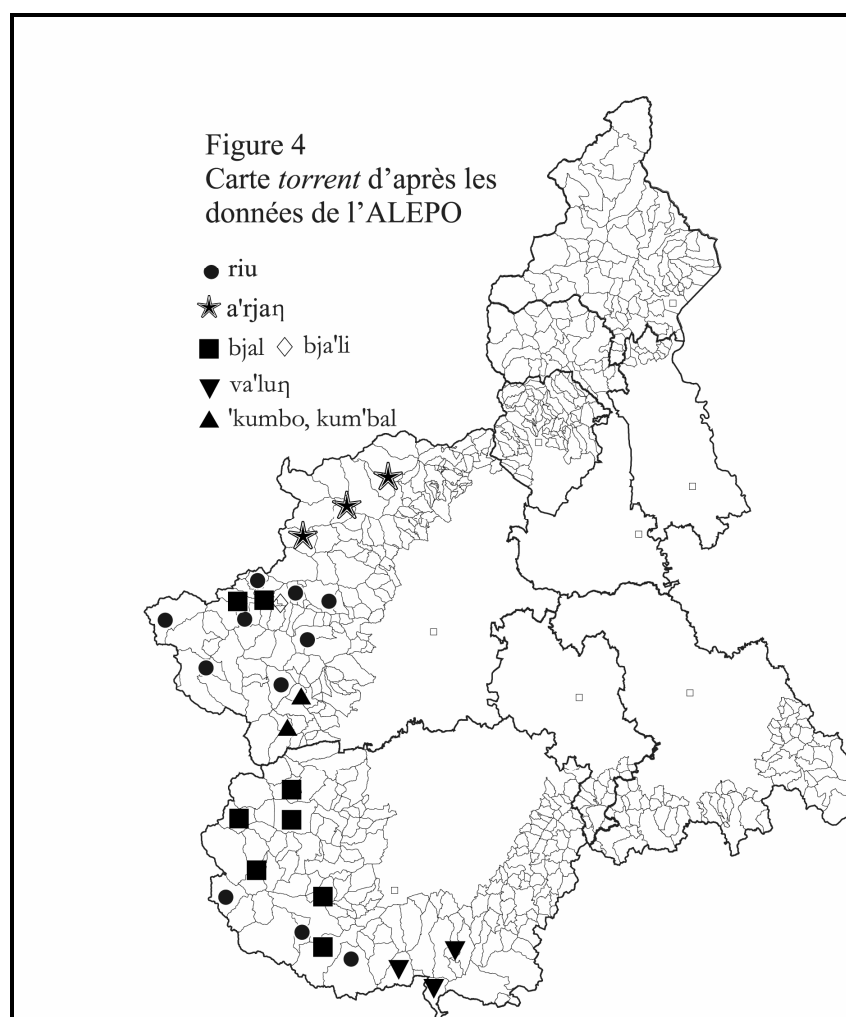 Figure 4
Carte torrent d’après les
données de l’ALEPO
riu
a'rjaŋ
bjal bja'li
va'luŋ
'kumbo, kum'bal